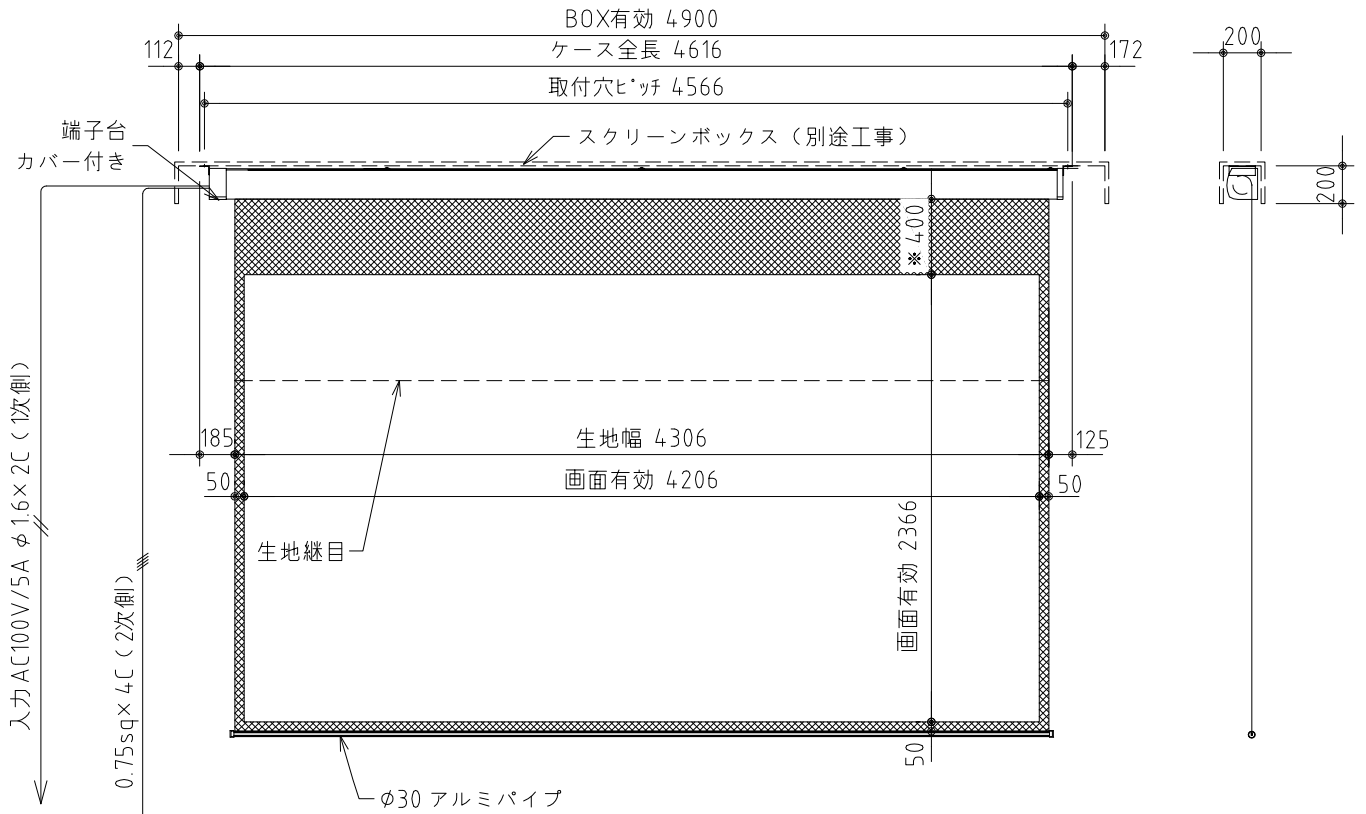 BOX有効 4900
112
ケース全長 4616
172
200
取付穴ピッチ 4566
端子台
カバー付き
スクリーンボックス（別途工事）
200
※ 400
185
生地幅 4306
125
50
画面有効 4206
50
生地継目
画面有効 2366
入力AC100V/5A φ1.6×2C（1次側）
0.75sq×4C（2次側）
50
φ30 アルミパイプ